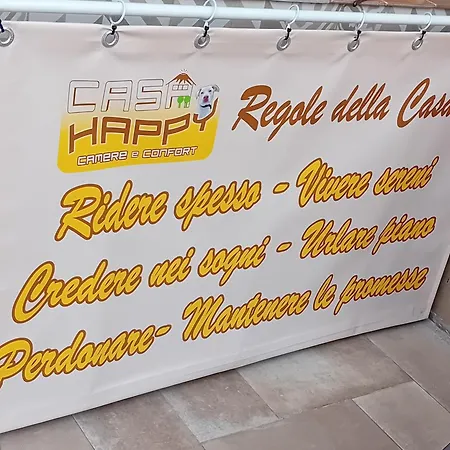 CASA
HAPPY
CAMERE e CONFORT
Regole della Casa
Ridere spesso - Vivere sereni
Credere nei sogni - Urlare piano
Perdonare- Mantenere le promesse